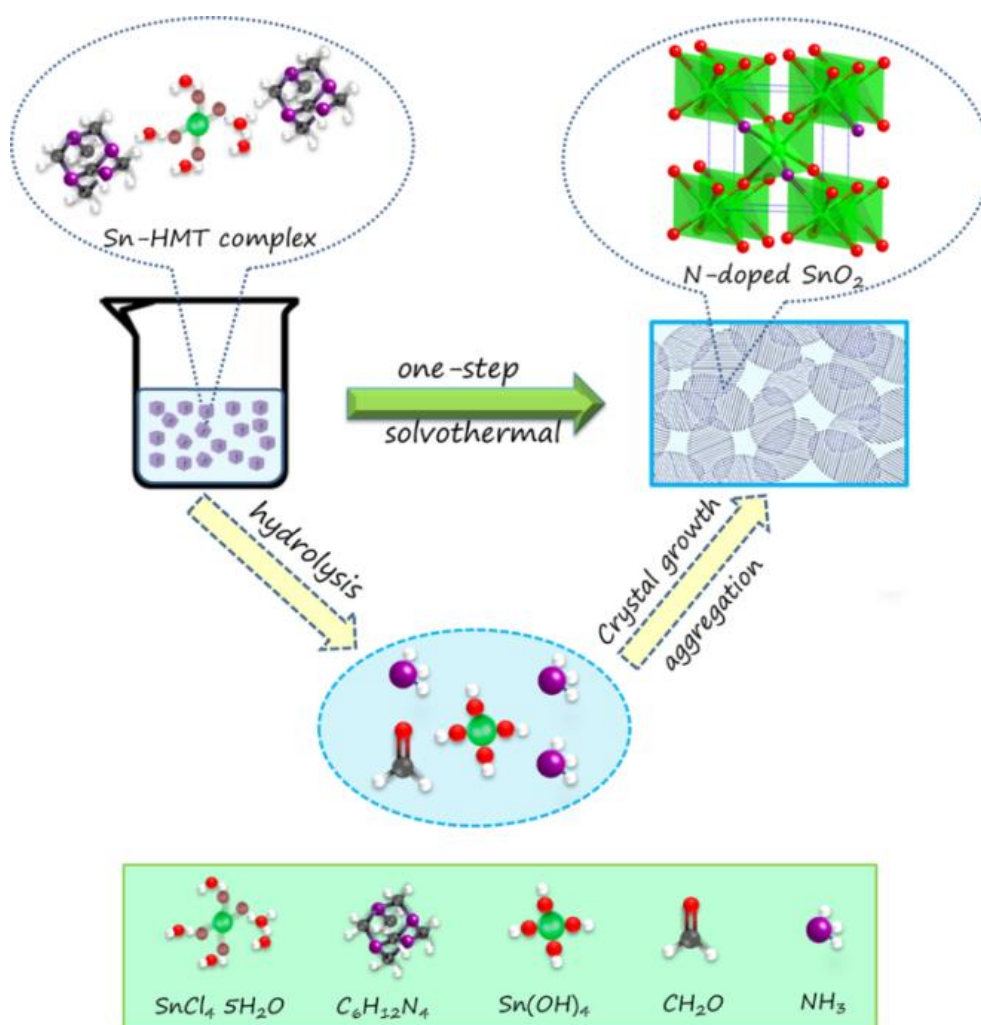 Sn-HMT complex
N-doped SnO₂
one-step
solvothermal
hydrolysis
Crystal growth
aggregation
SnCl₄ 5H₂O
C₆H₁₂N₄
Sn(OH)₄
CH₂O
NH₃